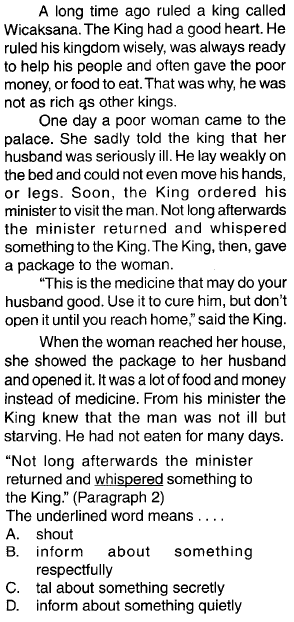 A long time ago ruled a king called
Wicaksana. The King had a good heart. He
ruled his kingdom wisely, was always ready
to help his people and often gave the poor
money, or food to eat. That was why, he was
not as rich as other kings.
One day a poor woman came to the
palace. She sadly told the king that her
husband was seriously ill. He lay weakly on
the bed and could not even move his hands,
or legs. Soon, the King ordered his
minister to visit the man. Not long afterwards
the minister returned and whispered
something to the King. The King, then, gave
a package to the woman.
"This is the medicine that may do your
husband good. Use it to cure him, but don't
open it until you reach home," said the King.
When the woman reached her house,
she showed the package to her husband
and opened it. It was a lot of food and money
instead of medicine. From his minister the
King knew that the man was not ill but
starving. He had not eaten for many days.
"Not long afterwards the minister
returned and whispered something to
the King." (Paragraph 2)
The underlined word means . . . .
A. shout
B. inform about something
respectfully
C. tal about something secretly
D. inform about something quietly